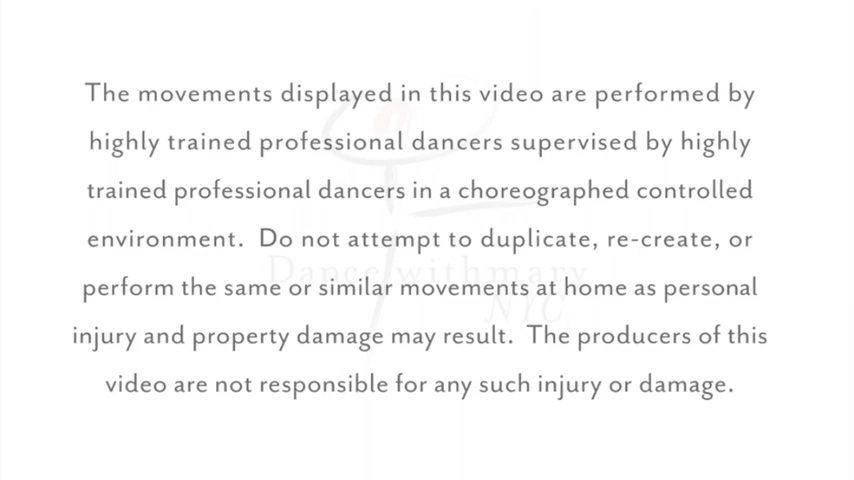 The movements displayed in this video are performed by
highly trained professional dancers supervised by highly
trained professional dancers in a choreographed controlled
environment. Do not attempt to duplicate, re-create, or
Dancewithmary
perform the same or similar movements at home as personal
NYC
injury and property damage may result. The producers of this
video are not responsible for any such injury or damage.